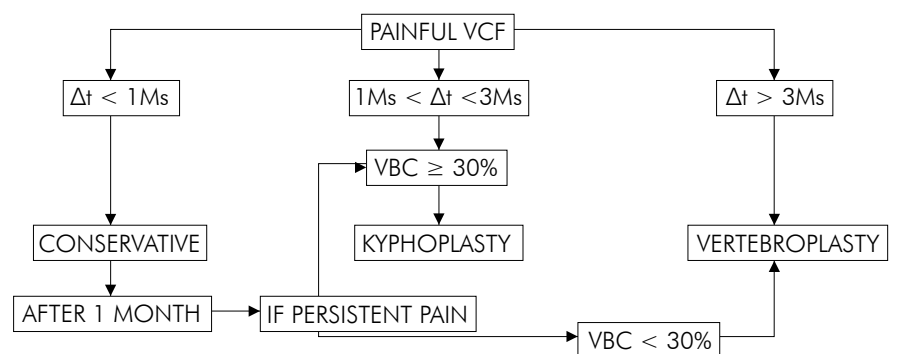 PAINFUL VCF
Δt < 1Ms
1Ms < Δt <3Ms
Δt > 3Ms
VBC ≥ 30%
CONSERVATIVE
KYPHOPLASTY
VERTEBROPLASTY
AFTER 1 MONTH
IF PERSISTENT PAIN
VBC < 30%